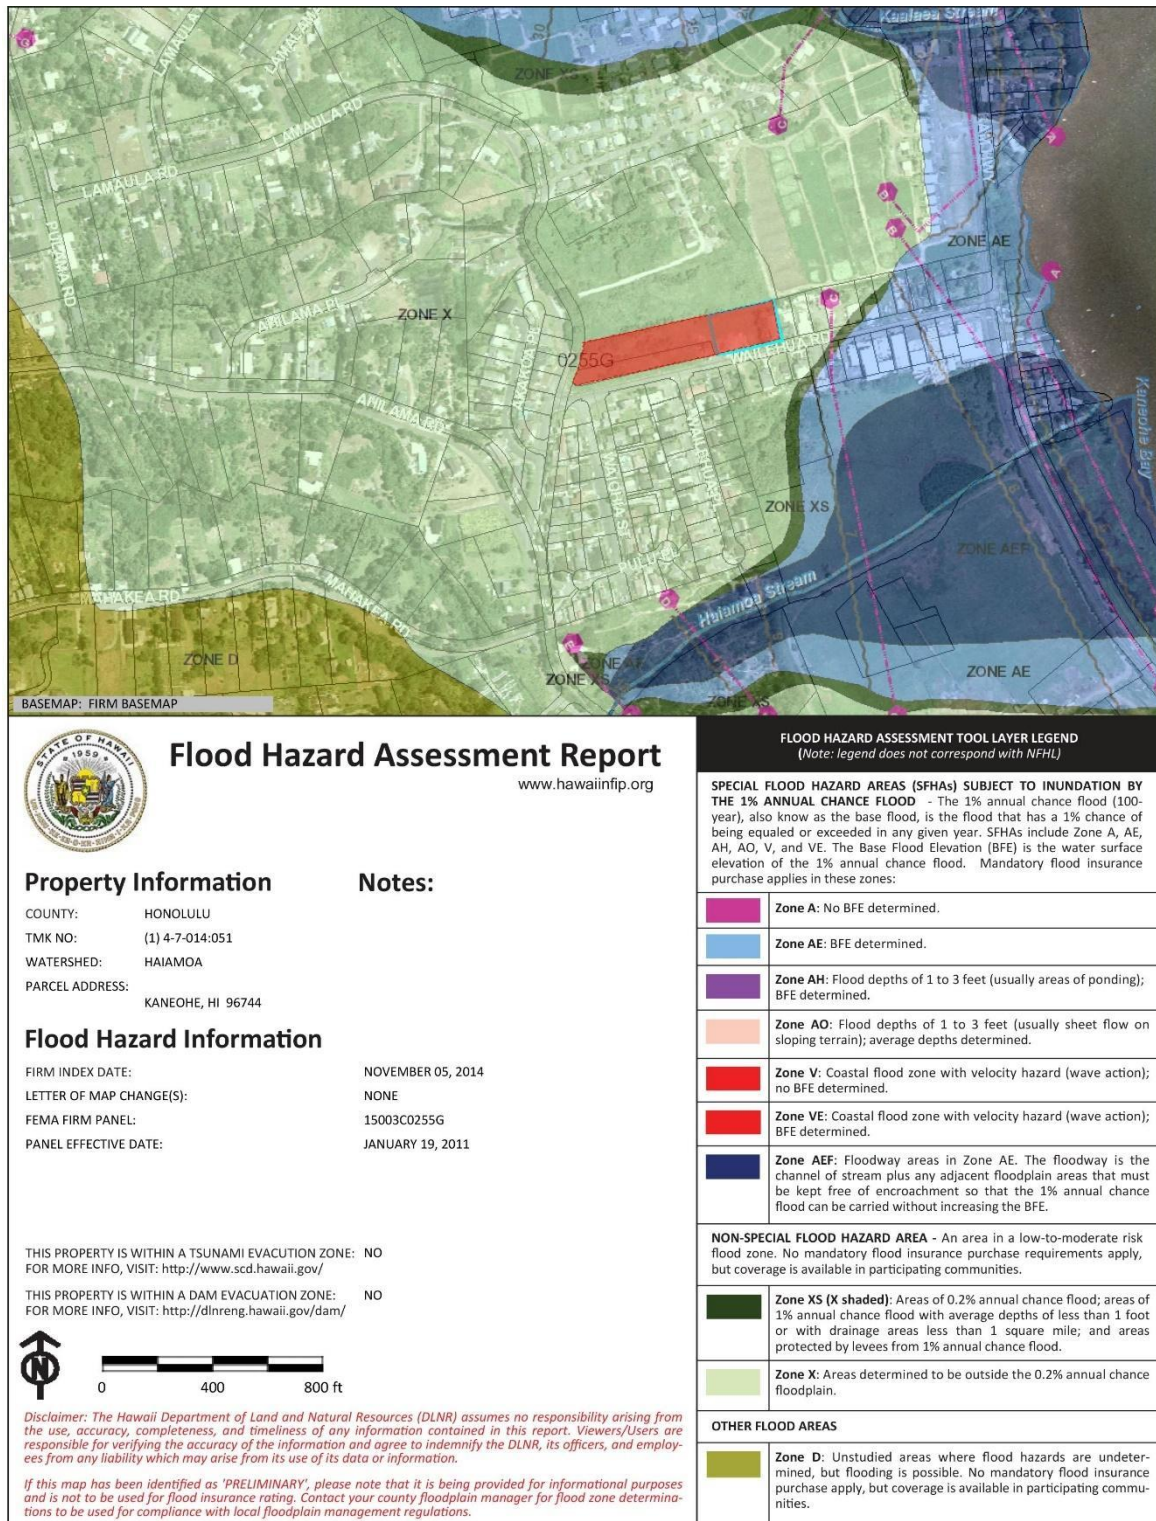 Kaalaea Stream
LAMAULA RD
LAMAULA RD
10
25
ZONE XS
G
LAMAULA RD
LAMAULA RD
C
A
PULAMA RD
B
B
ZONE AE
A
AHILAMA PL
ZONE X
C
0255G
WAILEHUA RD
AHILAMA RD
Kaneohe Bay
ZONE XS
ZONE AEF
MAHAKEA RD
MAHAKEA RD
D
Haiamoa Stream
ZONE D
E
ZONE XS
ZONE XS
ZONE AE
BASEMAP: FIRM BASEMAP
STATE OF HAWAII
1959
Flood Hazard Assessment Report
www.hawaiinfip.org
Property Information
Notes:
COUNTY: HONOLULU
TMK NO: (1) 4-7-014:051
WATERSHED: HAIAMOA
PARCEL ADDRESS:
KANEOHE, HI 96744
Flood Hazard Information
FIRM INDEX DATE: NOVEMBER 05, 2014
LETTER OF MAP CHANGE(S): NONE
FEMA FIRM PANEL: 15003C0255G
PANEL EFFECTIVE DATE: JANUARY 19, 2011
THIS PROPERTY IS WITHIN A TSUNAMI EVACUTION ZONE: NO
FOR MORE INFO, VISIT: http://www.scd.hawaii.gov/
THIS PROPERTY IS WITHIN A DAM EVACUATION ZONE: NO
FOR MORE INFO, VISIT: http://dlnreng.hawaii.gov/dam/
N
0 400 800 ft
Disclaimer: The Hawaii Department of Land and Natural Resources (DLNR) assumes no responsibility arising from
the use, accuracy, completeness, and timeliness of any information contained in this report. Viewers/Users are
responsible for verifying the accuracy of the information and agree to indemnify the DLNR, its officers, and employ-
ees from any liability which may arise from its use of its data or information.
If this map has been identified as 'PRELIMINARY', please note that it is being provided for informational purposes
and is not to be used for flood insurance rating. Contact your county floodplain manager for flood zone determina-
tions to be used for compliance with local floodplain management regulations.
FLOOD HAZARD ASSESSMENT TOOL LAYER LEGEND
(Note: legend does not correspond with NFHL)
SPECIAL FLOOD HAZARD AREAS (SFHAs) SUBJECT TO INUNDATION BY
THE 1% ANNUAL CHANCE FLOOD - The 1% annual chance flood (100-
year), also know as the base flood, is the flood that has a 1% chance of
being equaled or exceeded in any given year. SFHAs include Zone A, AE,
AH, AO, V, and VE. The Base Flood Elevation (BFE) is the water surface
elevation of the 1% annual chance flood. Mandatory flood insurance
purchase applies in these zones:
Zone A: No BFE determined.
Zone AE: BFE determined.
Zone AH: Flood depths of 1 to 3 feet (usually areas of ponding);
BFE determined.
Zone AO: Flood depths of 1 to 3 feet (usually sheet flow on
sloping terrain); average depths determined.
Zone V: Coastal flood zone with velocity hazard (wave action);
no BFE determined.
Zone VE: Coastal flood zone with velocity hazard (wave action);
BFE determined.
Zone AEF: Floodway areas in Zone AE. The floodway is the
channel of stream plus any adjacent floodplain areas that must
be kept free of encroachment so that the 1% annual chance
flood can be carried without increasing the BFE.
NON-SPECIAL FLOOD HAZARD AREA - An area in a low-to-moderate risk
flood zone. No mandatory flood insurance purchase requirements apply,
but coverage is available in participating communities.
Zone XS (X shaded): Areas of 0.2% annual chance flood; areas of
1% annual chance flood with average depths of less than 1 foot
or with drainage areas less than 1 square mile; and areas
protected by levees from 1% annual chance flood.
Zone X: Areas determined to be outside the 0.2% annual chance
floodplain.
OTHER FLOOD AREAS
Zone D: Unstudied areas where flood hazards are undeter-
mined, but flooding is possible. No mandatory flood insurance
purchase apply, but coverage is available in participating commu-
nities.